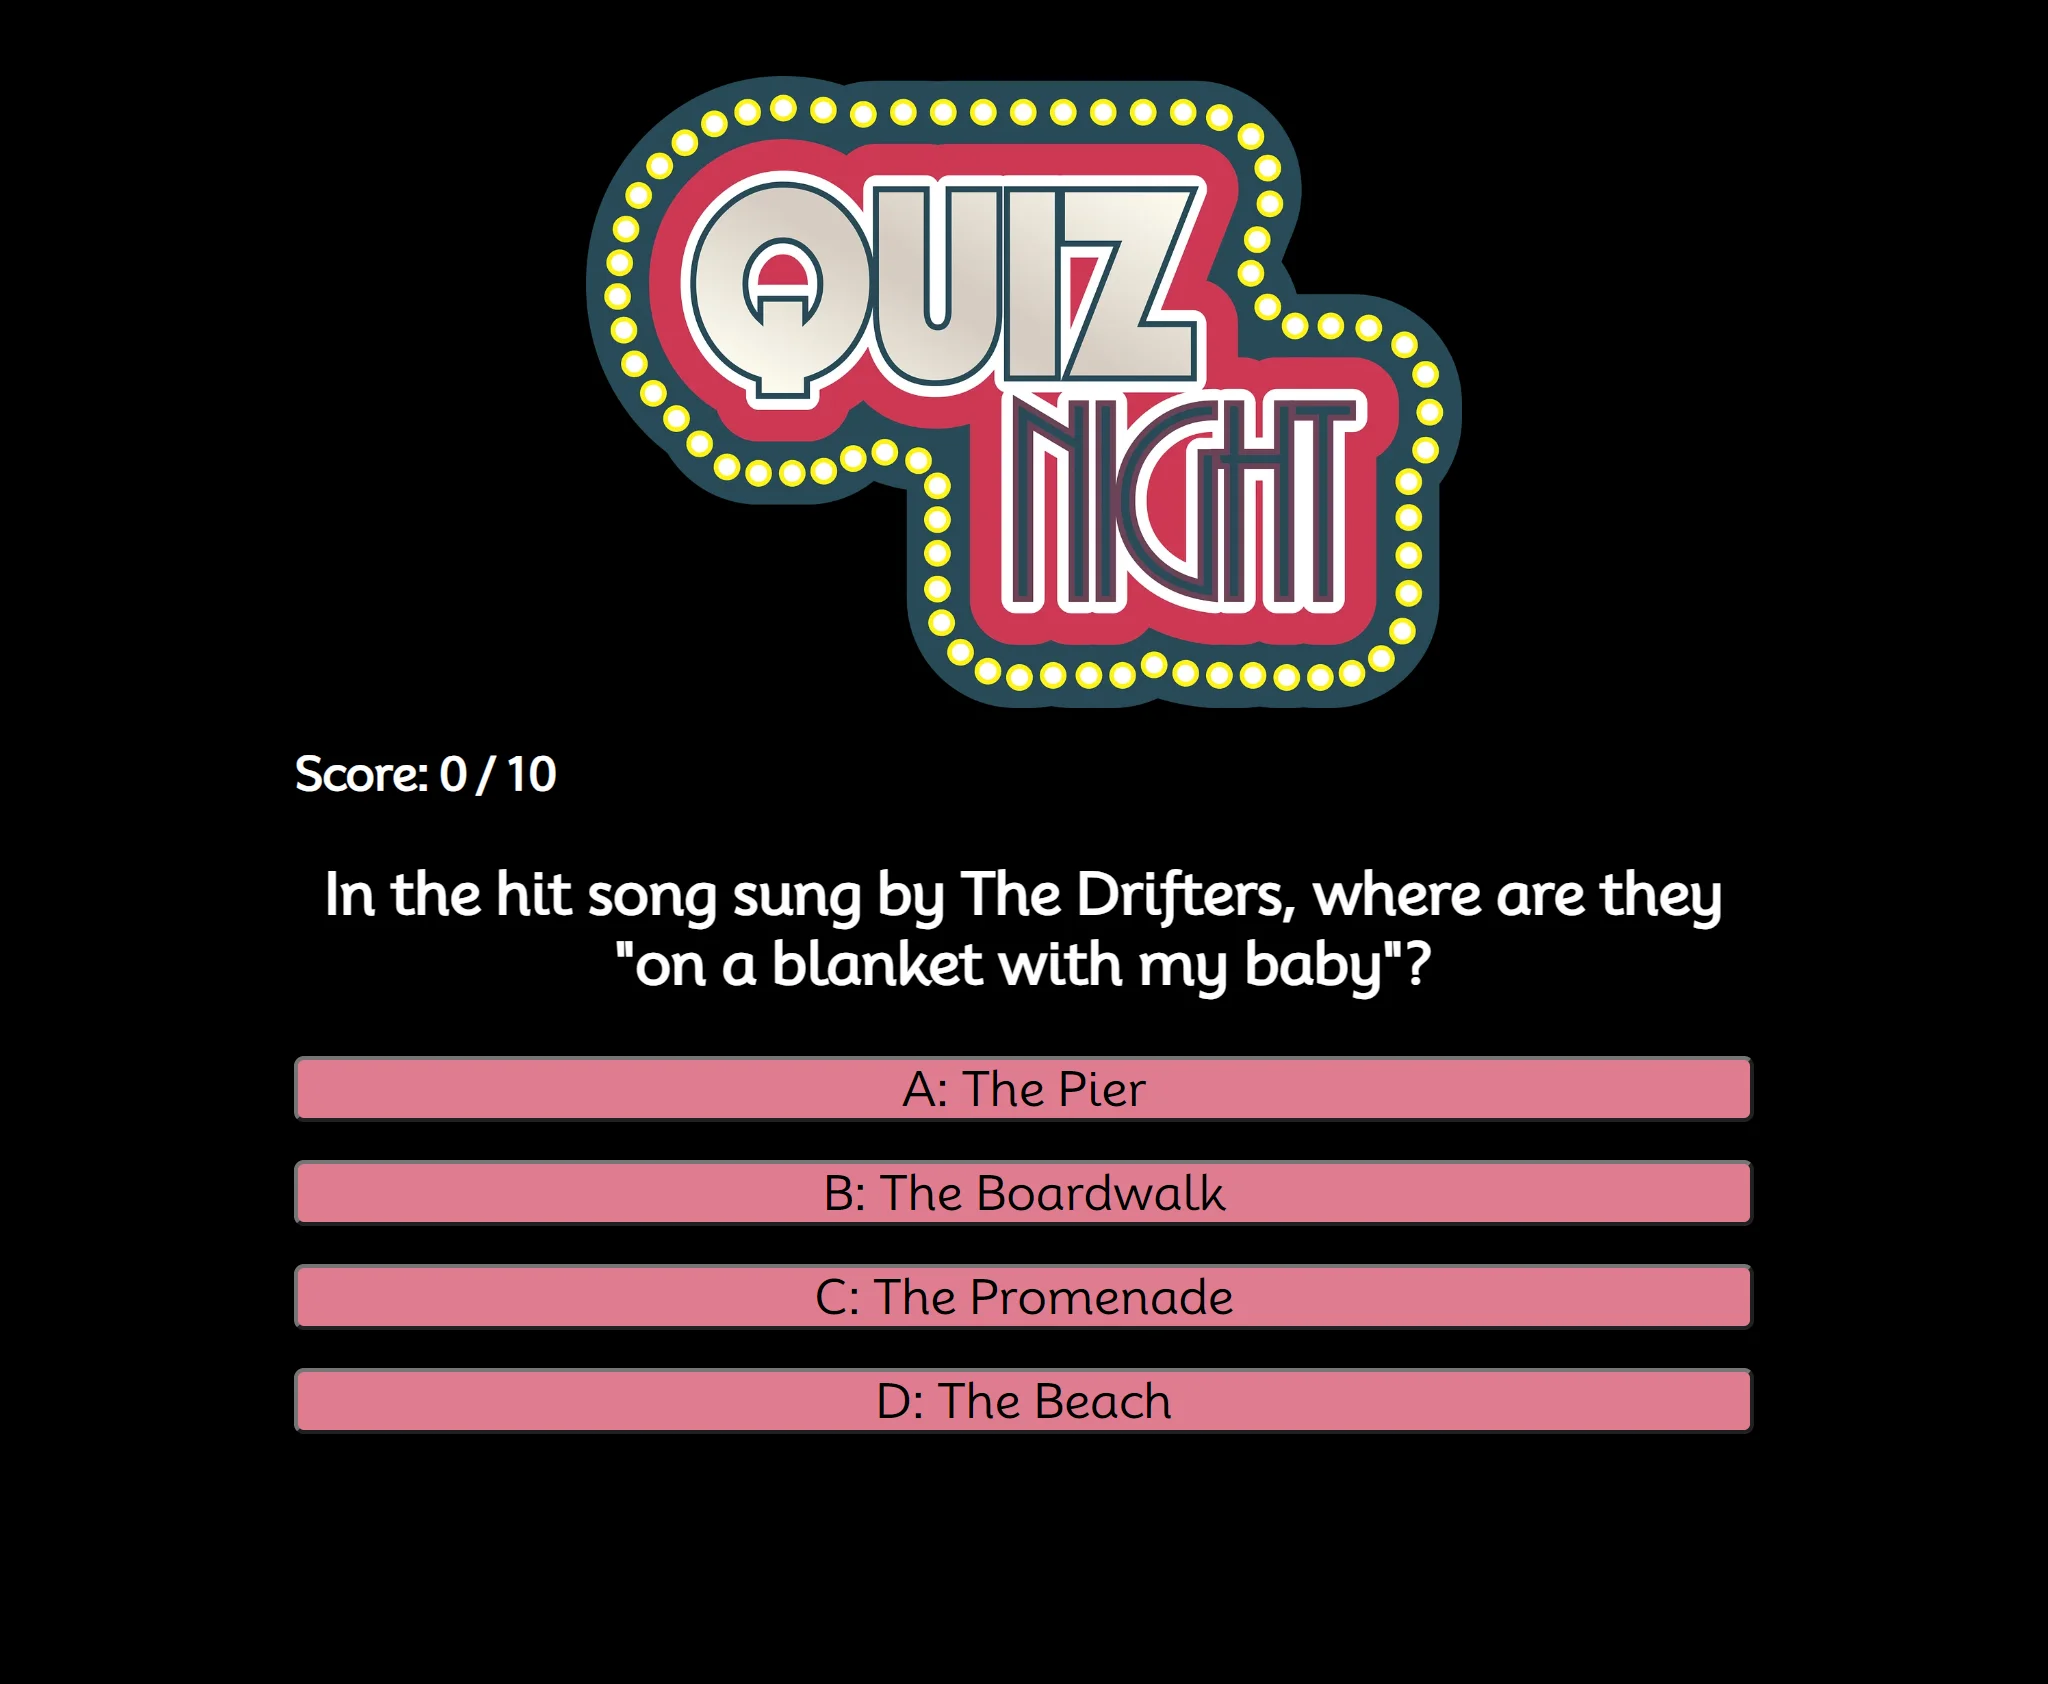 QUIZ
NIGHT
Score: 0 / 10
In the hit song sung by The Drifters, where are they
"on a blanket with my baby"?
A: The Pier
B: The Boardwalk
C: The Promenade
D: The Beach